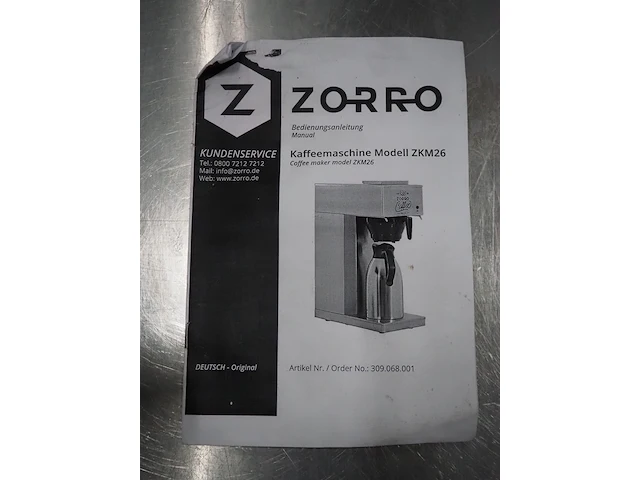 Z
ZORRO
Bedienungsanleitung
Manual
Kaffeemaschine Modell ZKM26
Coffee maker model ZKM26
KUNDENSERVICE
Tel.: 0800 7212 7212
Mail: info@zorro.de
Web: www.zorro.de
ZORRO
DEUTSCH - Original
Artikel Nr. / Order No.: 309.068.001